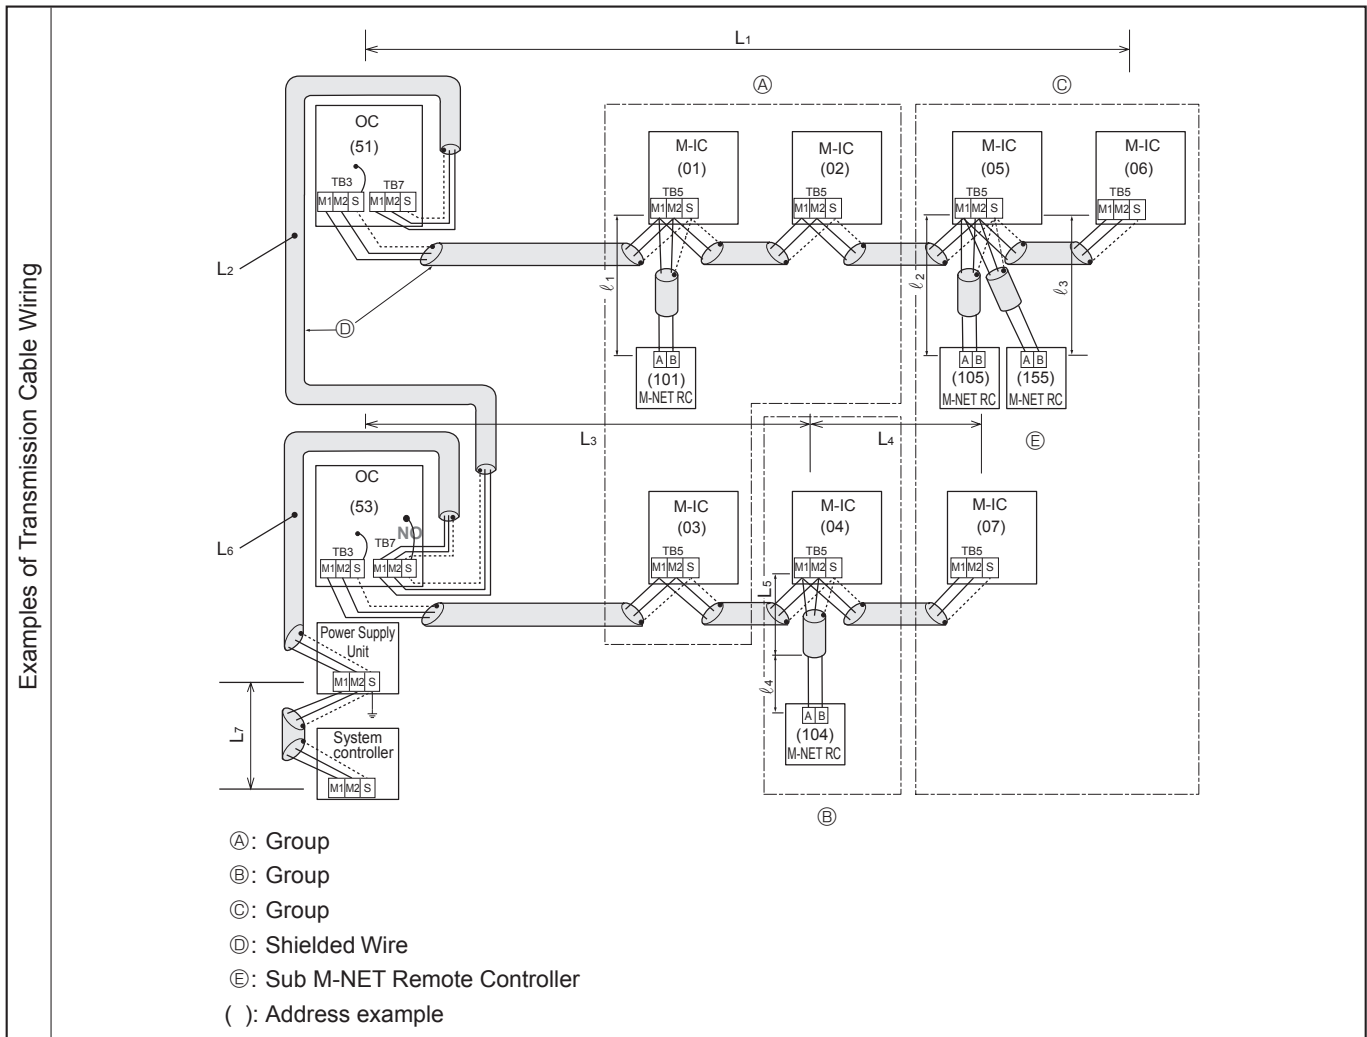 Examples of Transmission Cable Wiring
L1
Ⓐ
Ⓒ
OC
(51)
TB3
TB7
M1 M2 S
M1 M2 S
M-IC
(01)
TB5
M1 M2 S
M-IC
(02)
TB5
M1 M2 S
M-IC
(05)
TB5
M1 M2 S
M-IC
(06)
TB5
M1 M2 S
L2
ℓ1
ℓ2
ℓ3
Ⓓ
A B
(101)
M-NET RC
A B
(105)
M-NET RC
A B
(155)
M-NET RC
L3
L4
Ⓔ
OC
(53)
NO
TB3
TB7
M1 M2 S
M1 M2 S
M-IC
(03)
TB5
M1 M2 S
M-IC
(04)
TB5
M1 M2 S
M-IC
(07)
TB5
M1 M2 S
L6
L5
ℓ4
Power Supply
Unit
M1 M2 S
A B
(104)
M-NET RC
L7
System
controller
M1 M2 S
Ⓑ
Ⓐ: Group
Ⓑ: Group
Ⓒ: Group
Ⓓ: Shielded Wire
Ⓔ: Sub M-NET Remote Controller
( ): Address example